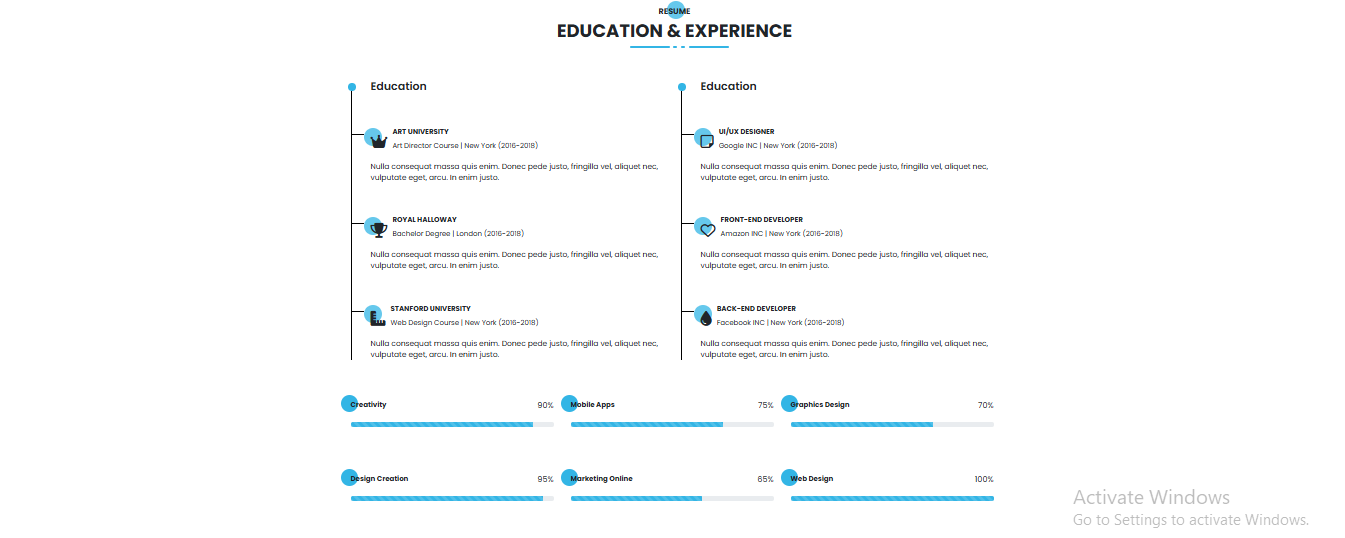 RESUME
EDUCATION & EXPERIENCE
Education
ART UNIVERSITY
Art Director Course | New York (2016-2018)
Nulla consequat massa quis enim. Donec pede justo, fringilla vel, aliquet nec,
vulputate eget, arcu. In enim justo.
ROYAL HALLOWAY
Bachelor Degree | London (2016-2018)
Nulla consequat massa quis enim. Donec pede justo, fringilla vel, aliquet nec,
vulputate eget, arcu. In enim justo.
STANFORD UNIVERSITY
Web Design Course | New York (2016-2018)
Nulla consequat massa quis enim. Donec pede justo, fringilla vel, aliquet nec,
vulputate eget, arcu. In enim justo.
Education
UI/UX DESIGNER
Google INC | New York (2016-2018)
Nulla consequat massa quis enim. Donec pede justo, fringilla vel, aliquet nec,
vulputate eget, arcu. In enim justo.
FRONT-END DEVELOPER
Amazon INC | New York (2016-2018)
Nulla consequat massa quis enim. Donec pede justo, fringilla vel, aliquet nec,
vulputate eget, arcu. In enim justo.
BACK-END DEVELOPER
Facebook INC | New York (2016-2018)
Nulla consequat massa quis enim. Donec pede justo, fringilla vel, aliquet nec,
vulputate eget, arcu. In enim justo.
Creativity 90%
Mobile Apps 75%
Graphics Design 70%
Design Creation 95%
Marketing Online 65%
Web Design 100%
Activate Windows
Go to Settings to activate Windows.